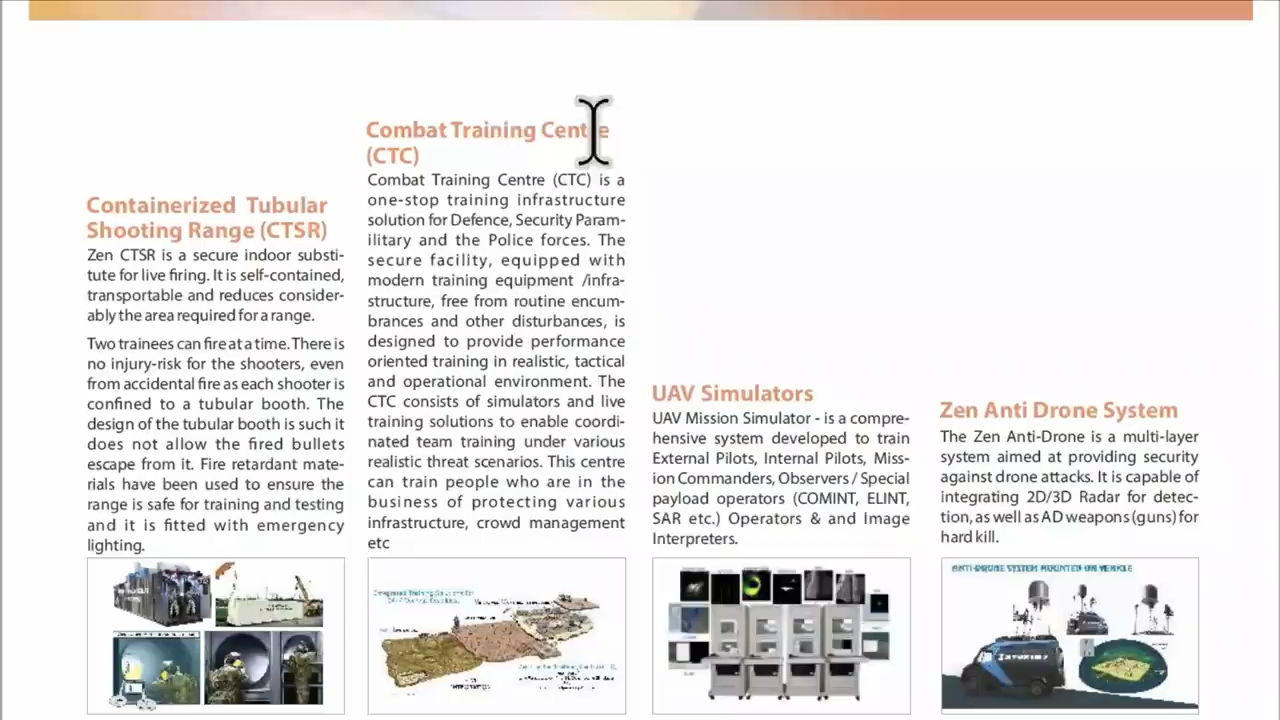 Containerized Tubular
Shooting Range (CTSR)
Zen CTSR is a secure indoor substi-
tute for live firing. It is self-contained,
transportable and reduces consider-
ably the area required for a range.
Two trainees can fire at a time. There is
no injury-risk for the shooters, even
from accidental fire as each shooter is
confined to a tubular booth. The
design of the tubular booth is such it
does not allow the fired bullets
escape from it. Fire retardant mate-
rials have been used to ensure the
range is safe for training and testing
and it is fitted with emergency
lighting.
Combat Training Centre
(CTC)
Combat Training Centre (CTC) is a
one-stop training infrastructure
solution for Defence, Security Param-
ilitary and the Police forces. The
secure facility, equipped with
modern training equipment /infra-
structure, free from routine encum-
brances and other disturbances, is
designed to provide performance
oriented training in realistic, tactical
and operational environment. The
CTC consists of simulators and live
training solutions to enable coordi-
nated team training under various
realistic threat scenarios. This centre
can train people who are in the
business of protecting various
infrastructure, crowd management
etc
Integrated Training Solutions for
UAV Simulators
UAV Mission Simulator - is a compre-
hensive system developed to train
External Pilots, Internal Pilots, Miss-
ion Commanders, Observers / Special
payload operators (COMINT, ELINT,
SAR etc.) Operators & and Image
Interpreters.
Zen Anti Drone System
The Zen Anti-Drone is a multi-layer
system aimed at providing security
against drone attacks. It is capable of
integrating 2D/3D Radar for detec-
tion, as well as AD weapons (guns) for
hard kill.
ANTI-DRONE SYSTEM MOUNTED ON VEHICLE